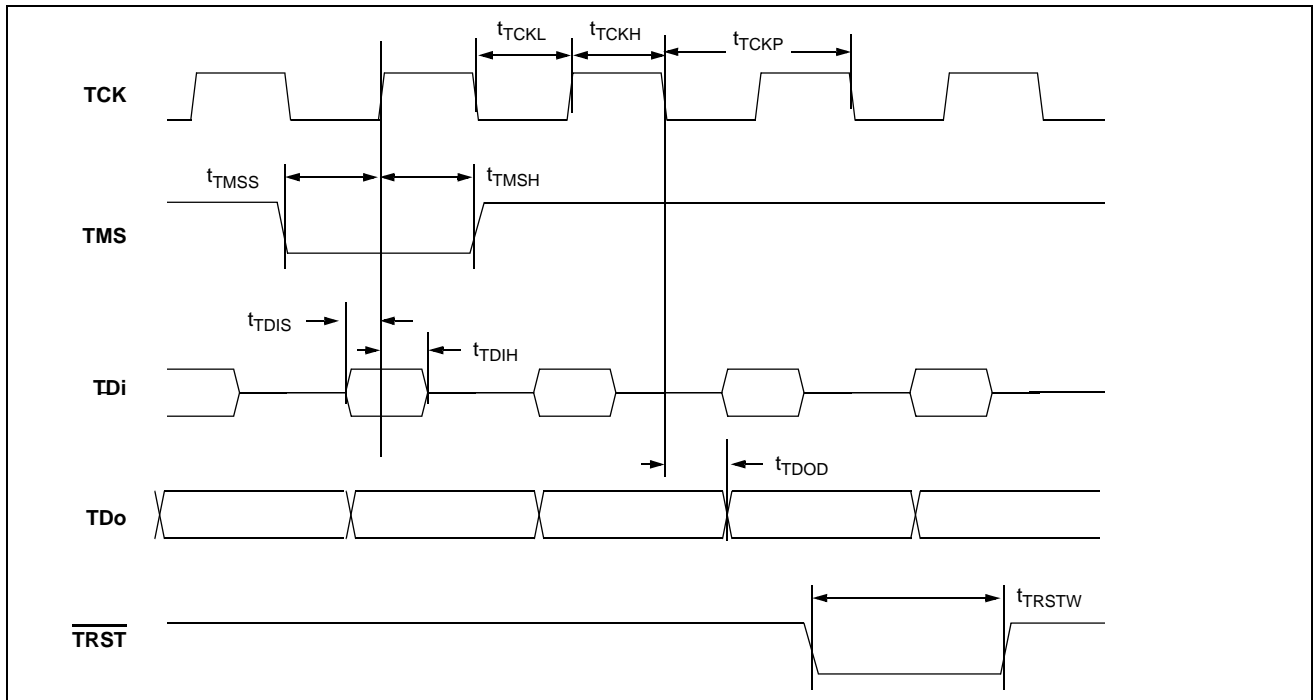 tTCKL tTCKH tTCKP
TCK
tTMSS tTMSH
TMS
tTDIS
tTDIH
TDi
tTDOD
TDo
tTRSTW
TRST